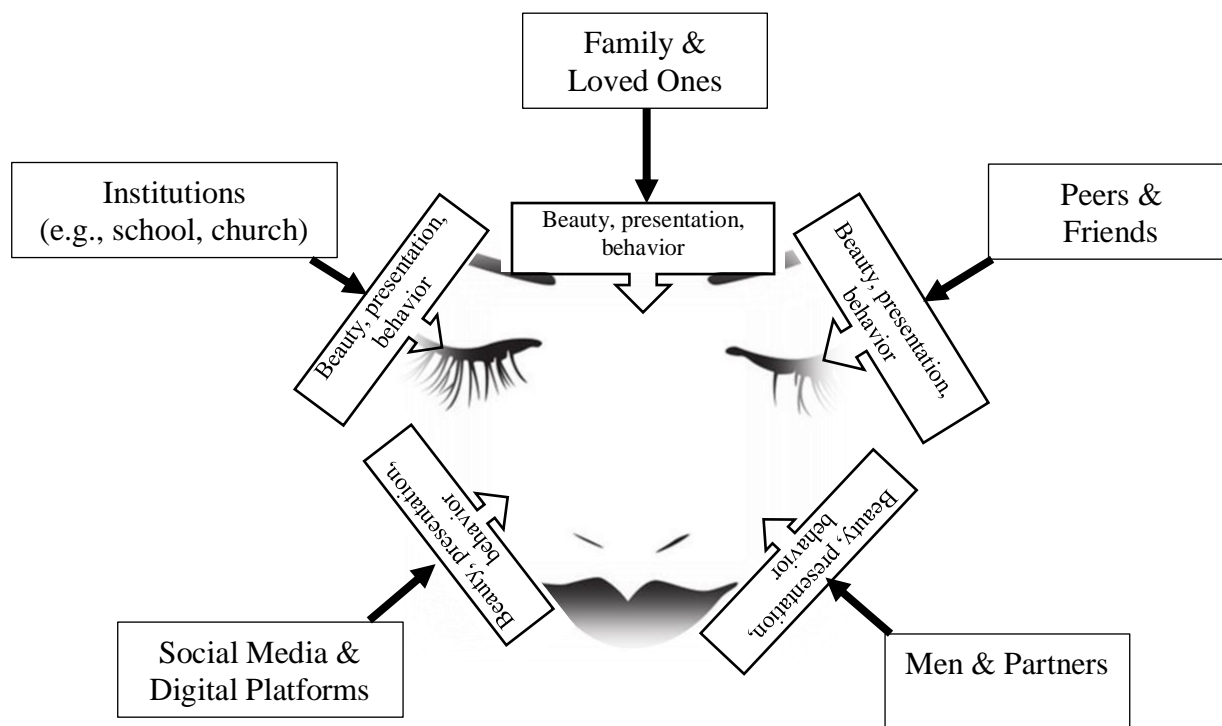 Family &
Loved Ones
Institutions
(e.g., school, church)
Peers &
Friends
Beauty, presentation,
behavior
Beauty, presentation,
behavior
Beauty, presentation,
behavior
Beauty, presentation,
behavior
Beauty, presentation,
behavior
Social Media &
Digital Platforms
Men & Partners